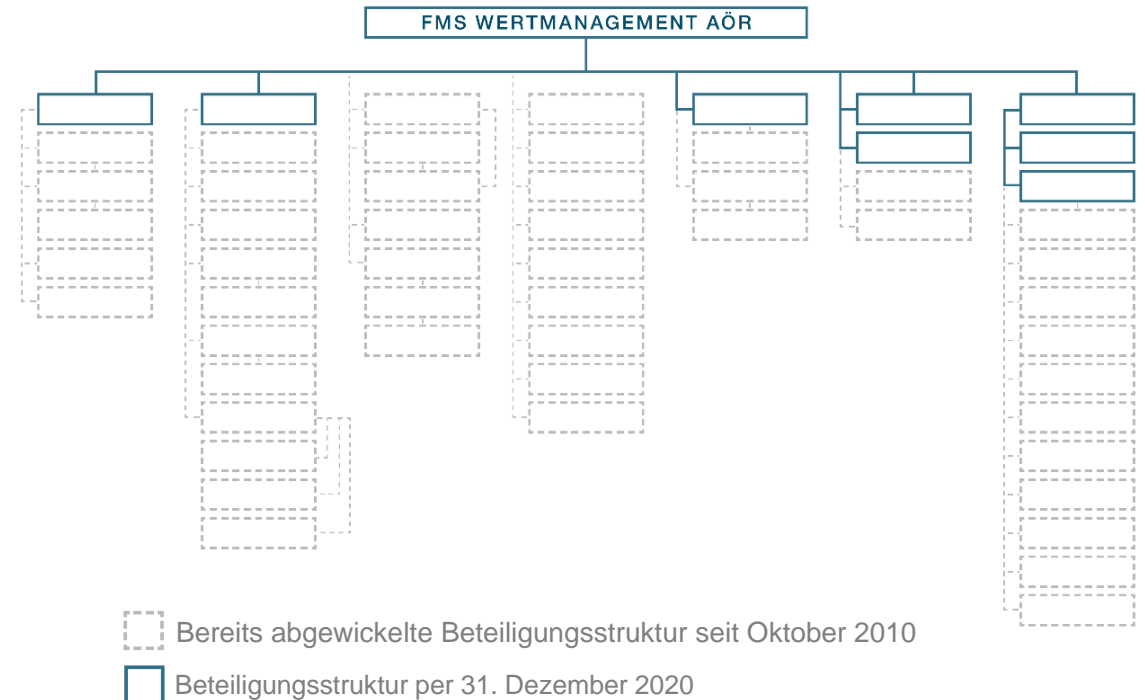 FMS WERTMANAGEMENT AÖR
Bereits abgewickelte Beteiligungsstruktur seit Oktober 2010
Beteiligungsstruktur per 31. Dezember 2020